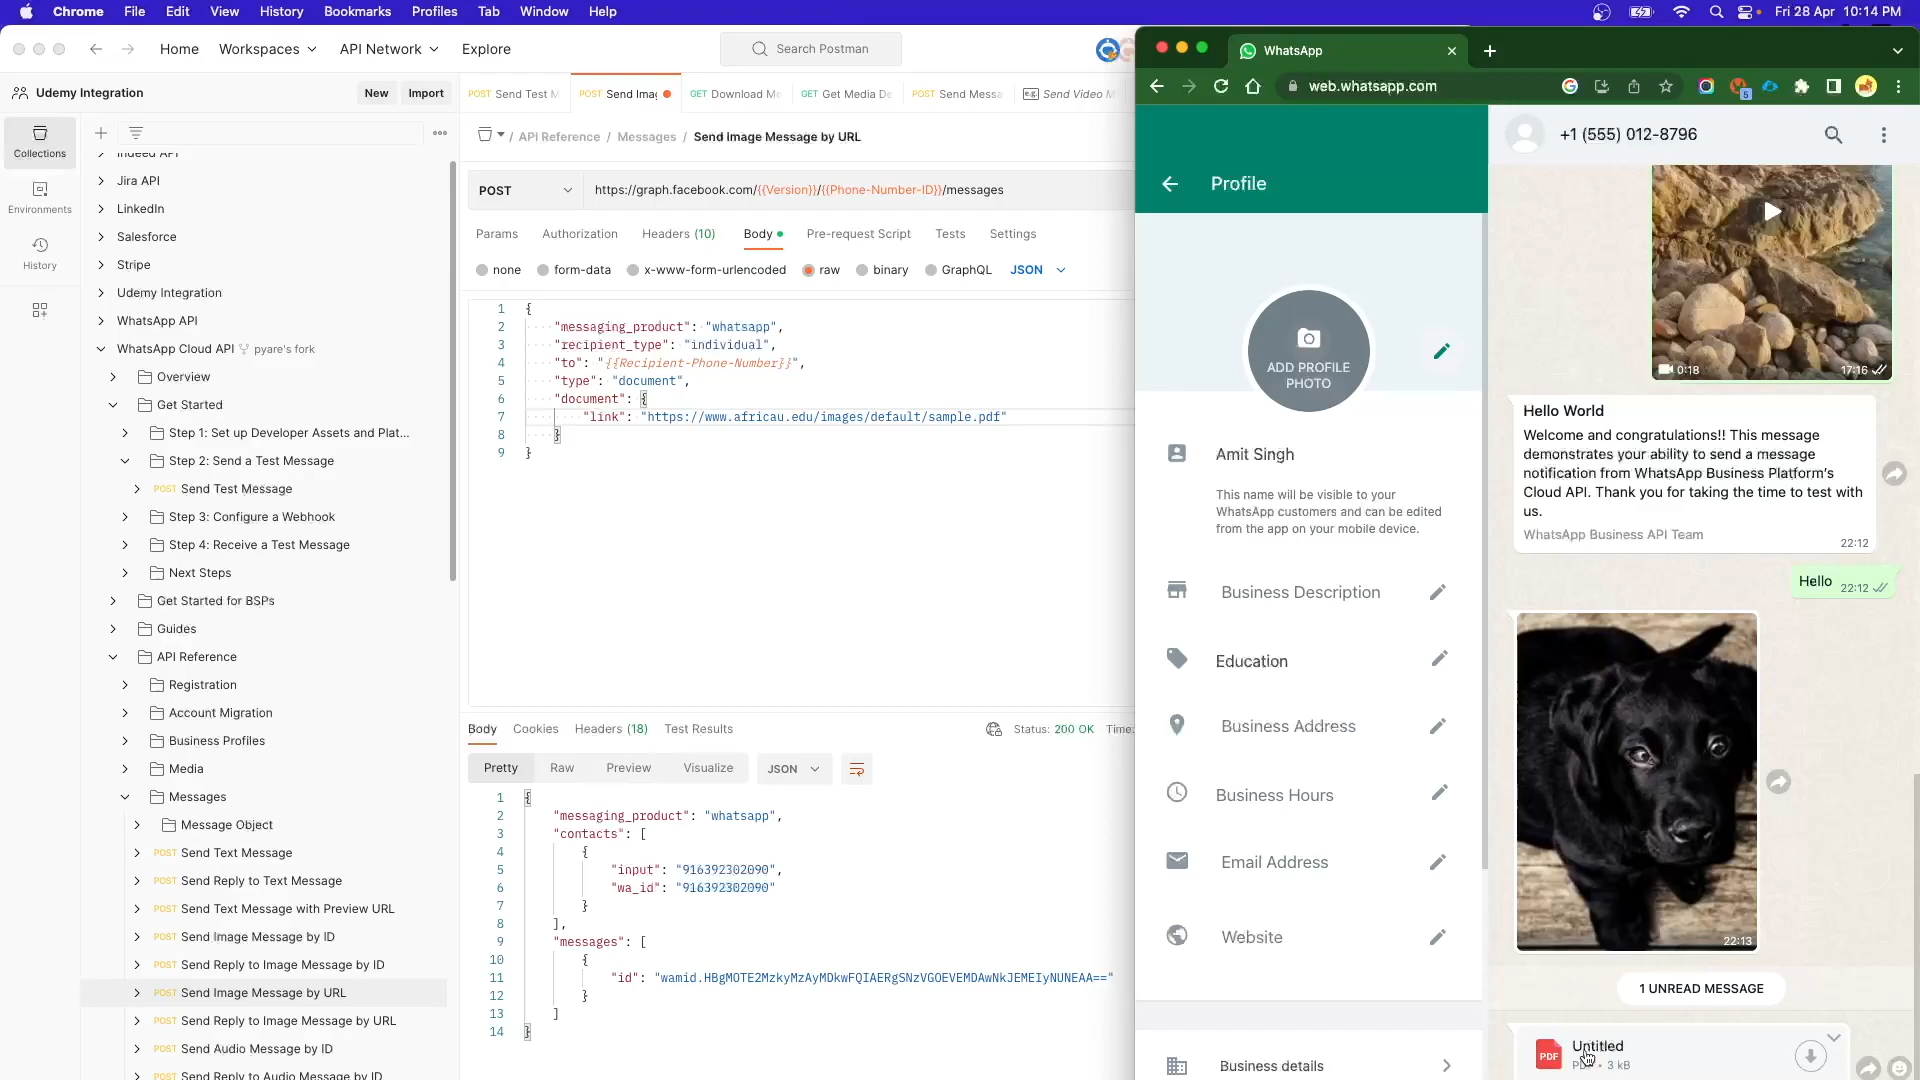 Chrome File Edit View History Bookmarks Profiles Tab Window Help
Fri 28 Apr 10:14 PM
Home Workspaces API Network Explore
Search Postman
Udemy Integration New Import
Collections
Environments
History
Jira API
LinkedIn
Salesforce
Stripe
Udemy Integration
WhatsApp API
WhatsApp Cloud API pyare's fork
Overview
Get Started
Step 1: Set up Developer Assets and Plat...
Step 2: Send a Test Message
POST Send Test Message
Step 3: Configure a Webhook
Step 4: Receive a Test Message
Next Steps
Get Started for BSPs
Guides
API Reference
Registration
Account Migration
Business Profiles
Media
Messages
Message Object
POST Send Text Message
POST Send Reply to Text Message
POST Send Text Message with Preview URL
POST Send Image Message by ID
POST Send Reply to Image Message by ID
POST Send Image Message by URL
POST Send Reply to Image Message by URL
POST Send Audio Message by ID
POST Send Reply to Audio Message by ID
POST Send Test M POST Send Imag GET Download Me GET Get Media De POST Send Messa e.g. Send Video M
/ API Reference / Messages / Send Image Message by URL
POST https://graph.facebook.com/{{Version}}/{{Phone-Number-ID}}/messages
Params Authorization Headers (10) Body Pre-request Script Tests Settings
none form-data x-www-form-urlencoded raw binary GraphQL JSON
1 {
2 "messaging_product": "whatsapp",
3 "recipient_type": "individual",
4 "to": "{{Recipient-Phone-Number}}",
5 "type": "document",
6 "document": {
7 "link": "https://www.africau.edu/images/default/sample.pdf"
8 }
9 }
Body Cookies Headers (18) Test Results Status: 200 OK Time:
Pretty Raw Preview Visualize JSON
1 {
2 "messaging_product": "whatsapp",
3 "contacts": [
4 {
5 "input": "916392302090",
6 "wa_id": "916392302090"
7 }
8 ],
9 "messages": [
10 {
11 "id": "wamid.HBgMOTE2MzkyMzAyMDkwFQIAERgSNzVGOEVEMDAwNkJEMEIyNUNEAA=="
12 }
13 ]
14 }
WhatsApp
web.whatsapp.com
5
Profile
ADD PROFILE
PHOTO
Amit Singh
This name will be visible to your
WhatsApp customers and can be edited
from the app on your mobile device.
Business Description
Education
Business Address
Business Hours
Email Address
Website
Business details
+1 (555) 012-8796
0:18 17:16
Hello World
Welcome and congratulations!! This message
demonstrates your ability to send a message
notification from WhatsApp Business Platform's
Cloud API. Thank you for taking the time to test with
us.
WhatsApp Business API Team
22:12
Hello 22:12
22:13
1 UNREAD MESSAGE
PDF Untitled
PDF • 3 kB